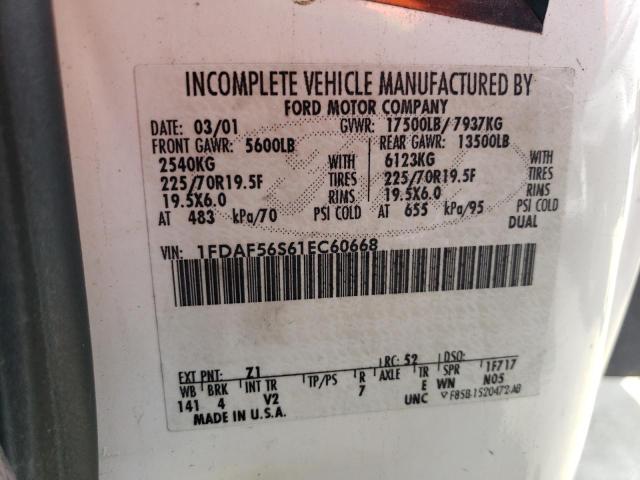 INCOMPLETE VEHICLE MANUFACTURED BY
FORD MOTOR COMPANY
DATE: 03/01 GVWR: 17500LB/ 7937KG
FRONT GAWR: 5600LB REAR GAWR: 13500LB
2540KG WITH 6123KG WITH
225/70R19.5F TIRES 225/70R19.5F TIRES
19.5X6.0 RIMS 19.5X6.0 RIMS
AT 483 kPa/70 PSI COLD AT 655 kPa/95 PSI COLD
DUAL
VIN: 1FDAF56S61EC60668
EXT PNT: Z1 RC: 52 DSO:
WB BRK INT TR TP/PS R AXLE TR SPR 1F717
141 4 V2 7 E WN N05
UNC F85B-1520472-AB
MADE IN U.S.A.